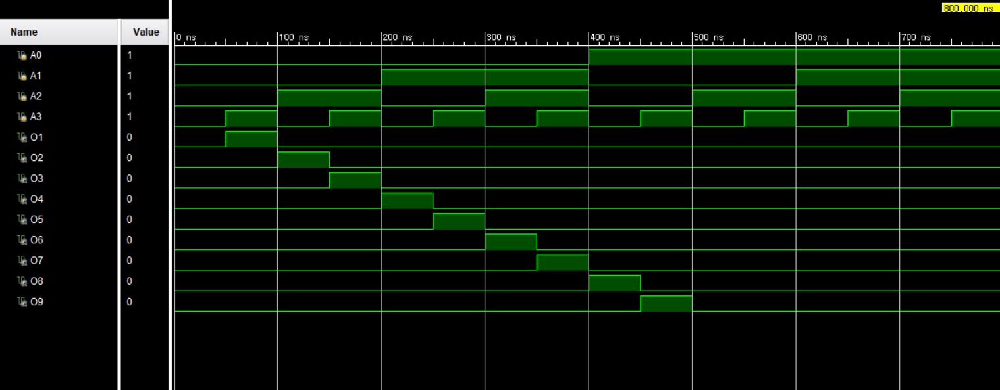 800,000 ns
Name Value
0 ns 100 ns 200 ns 300 ns 400 ns 500 ns 600 ns 700 ns
A0 1
A1 1
A2 1
A3 1
O1 0
O2 0
O3 0
O4 0
O5 0
O6 0
O7 0
O8 0
O9 0